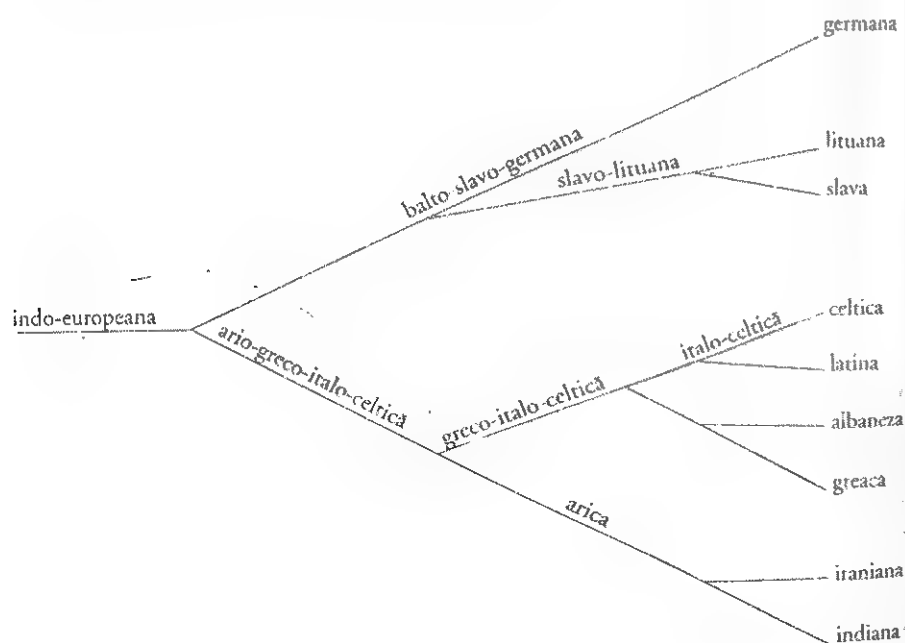 germana
lituana
balto-slavo-germana
slavo-lituana
slava
indo-europeana
celtica
ario-greco-italo-celtică
italo-celtică
latina
greco-italo-celtică
albaneza
greaca
arica
iraniana
indiana